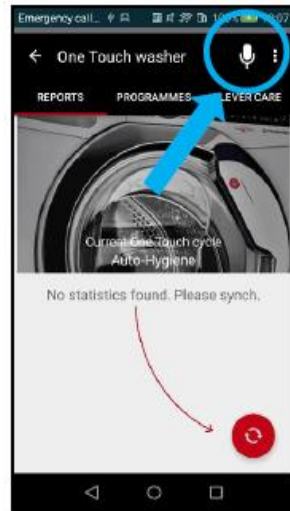 Emergency call...
One Touch washer
REPORTS PROGRAMMES LEVER CARE
Current One Touch cycle
Auto-Hygiene
No statistics found. Please synch.